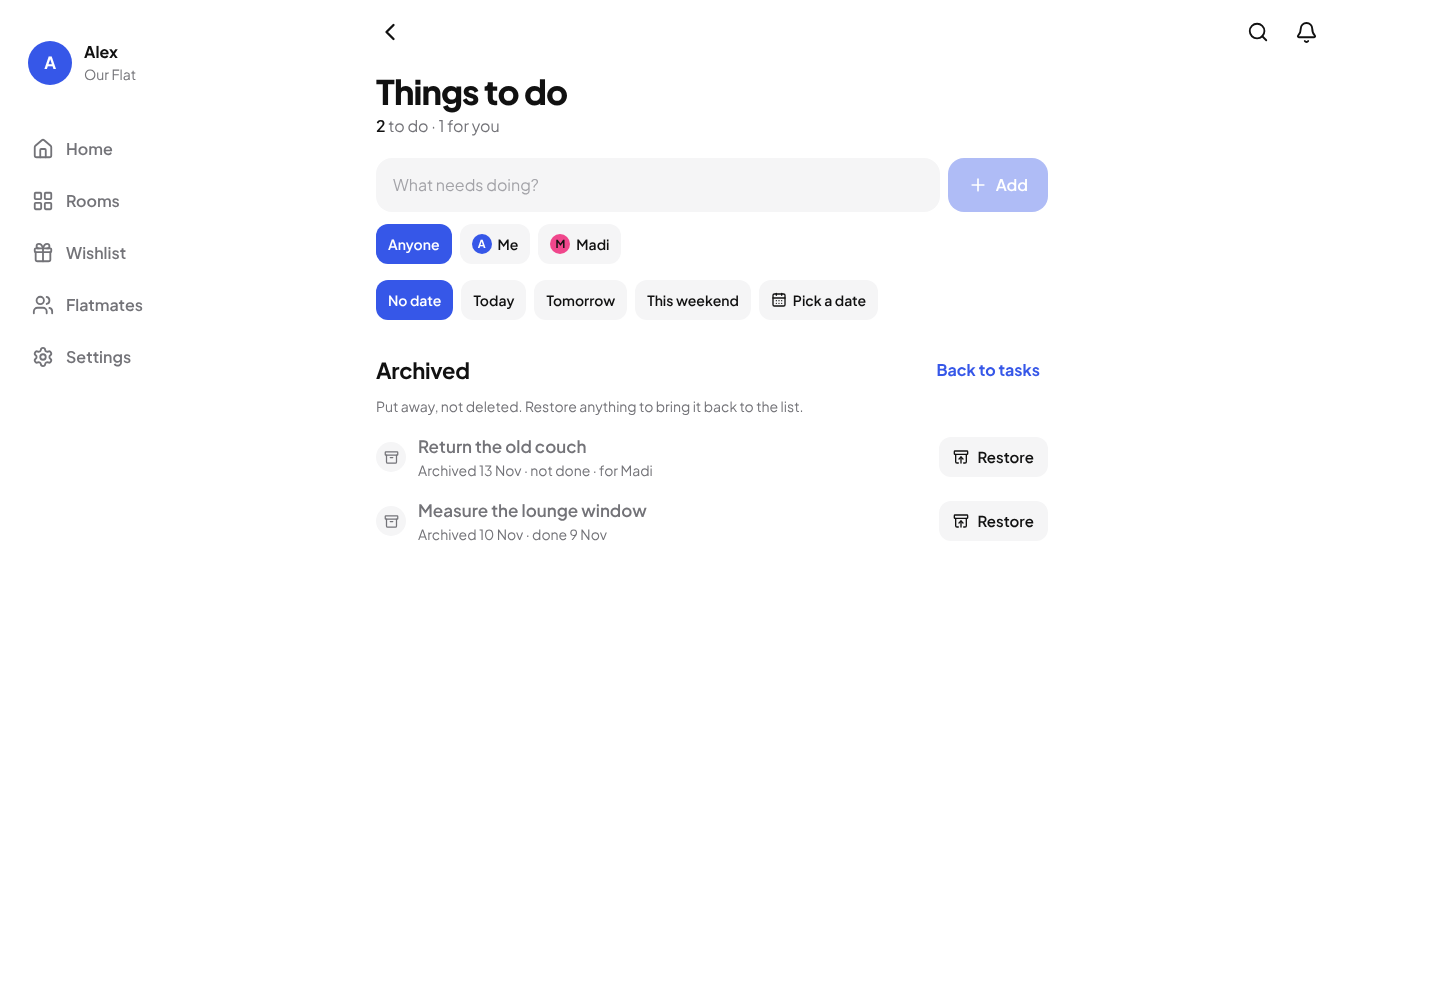 A
Alex
Our Flat
Home
Rooms
Wishlist
Flatmates
Settings
Things to do
2 to do · 1 for you
What needs doing?
Add
Anyone
A Me
M Madi
No date
Today
Tomorrow
This weekend
Pick a date
Archived
Back to tasks
Put away, not deleted. Restore anything to bring it back to the list.
Return the old couch
Archived 13 Nov · not done · for Madi
Restore
Measure the lounge window
Archived 10 Nov · done 9 Nov
Restore